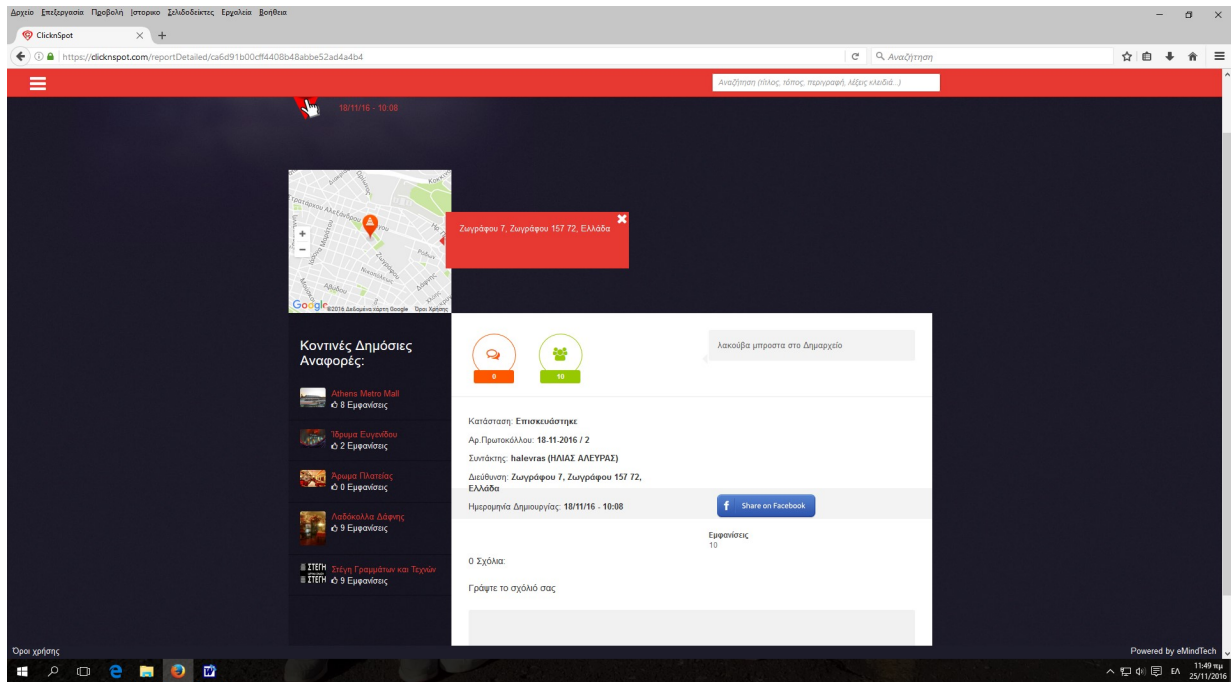 Αρχείο Επεξεργασία Προβολή Ιστορικο Σελιδοδείκτες Εργαλεία Βοήθεια
ClicknSpot
https://clicknspot.com/reportDetailed/ca6d91b00cff4408b48abbe52ad4a4b4
Αναζήτηση
Αναζήτηση (τίτλος, τόπος, περιγραφή, λέξεις κλειδιά...)
18/11/16 - 10:08
Ζωγράφου 7, Ζωγράφου 157 72, Ελλάδα
Ζωγράφου
Νικοπόλεως
Google
©2016 Δεδομένα χάρτη Google Όροι Χρήσης
Κοντινές Δημόσιες
Αναφορές:
Athens Metro Mall
8 Εμφανίσεις
Ίδρυμα Ευγενίδου
2 Εμφανίσεις
Άρωμα Πλατείας
0 Εμφανίσεις
Λαδόκολλα Δάφνης
9 Εμφανίσεις
ΣΤΕΓΗ
ΣΤΕΓΗ
Στέγη Γραμμάτων και Τεχνών
9 Εμφανίσεις
0
10
λακούβα μπροστα στο Δημαρχείο
Κατάσταση: Επισκευάστηκε
Αρ.Πρωτοκόλλου: 18-11-2016 / 2
Συντάκτης: halevras (ΗΛΙΑΣ ΑΛΕΥΡΑΣ)
Διεύθυνση: Ζωγράφου 7, Ζωγράφου 157 72,
Ελλάδα
Ημερομηνία Δημιουργίας: 18/11/16 - 10:08
Share on Facebook
Εμφανίσεις
10
0 Σχόλια:
Γράψτε το σχόλιό σας
Όροι χρήσης
Powered by eMindTech
ΕΛ
11:49 πμ
25/11/2016